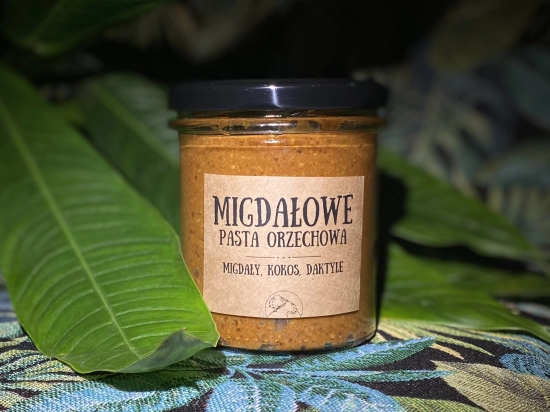 MIGDAŁOWE
PASTA ORZECHOWA
MIGDAŁY, KOKOS, DAKTYLE